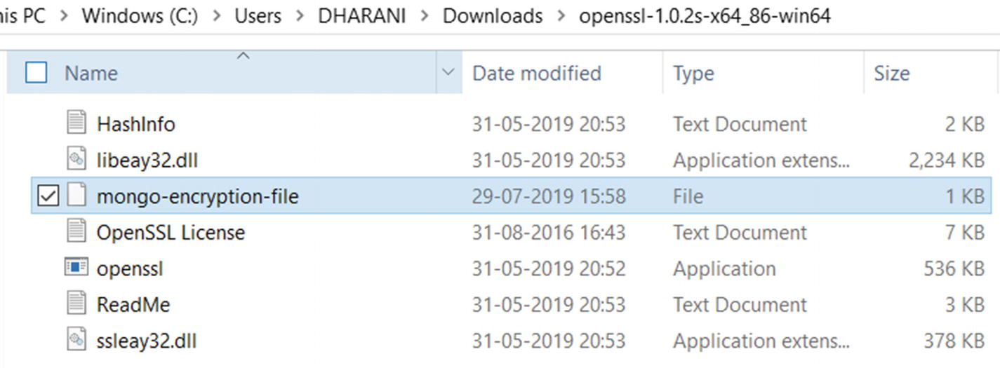 his PC > Windows (C:) > Users > DHARANI > Downloads > openssl-1.0.2s-x64_86-win64
Name Date modified Type Size
HashInfo 31-05-2019 20:53 Text Document 2 KB
libeay32.dll 31-05-2019 20:53 Application extens... 2,234 KB
mongo-encryption-file 29-07-2019 15:58 File 1 KB
OpenSSL License 31-08-2016 16:43 Text Document 7 KB
openssl 31-05-2019 20:52 Application 536 KB
ReadMe 31-05-2019 20:53 Text Document 3 KB
ssleay32.dll 31-05-2019 20:53 Application extens... 378 KB